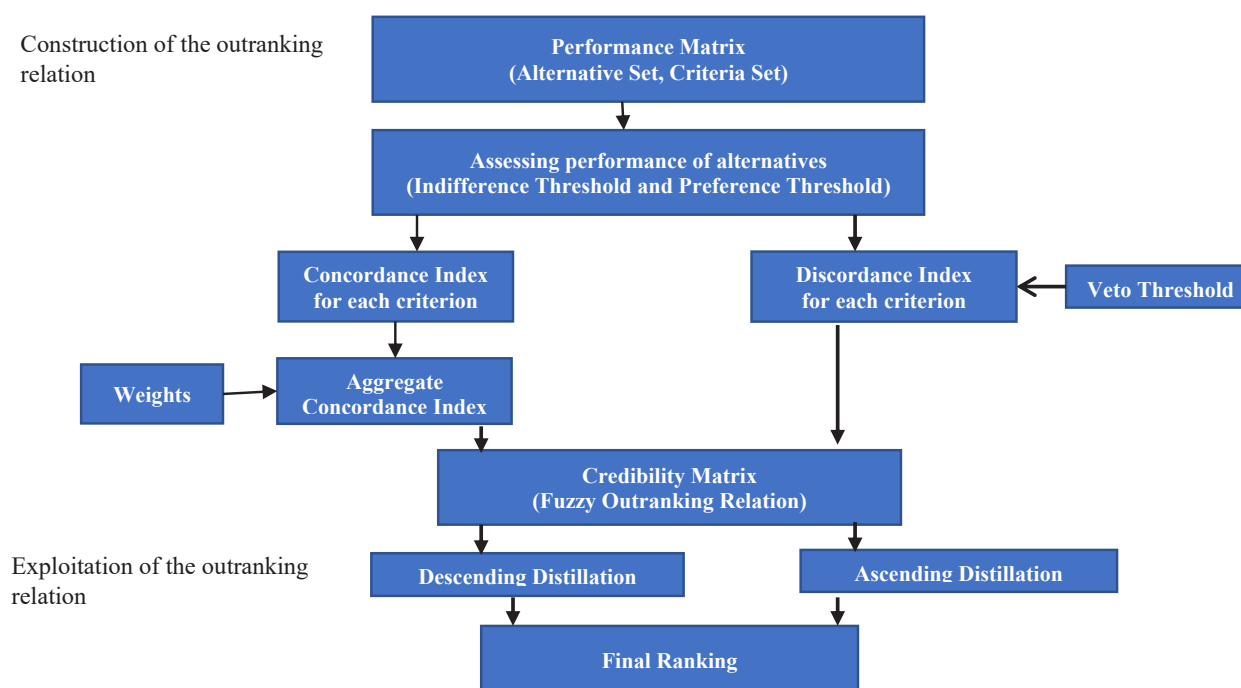 Construction of the outranking
relation
Performance Matrix
(Alternative Set, Criteria Set)
Assessing performance of alternatives
(Indifference Threshold and Preference Threshold)
Concordance Index
for each criterion
Discordance Index
for each criterion
Veto Threshold
Weights
Aggregate
Concordance Index
Credibility Matrix
(Fuzzy Outranking Relation)
Exploitation of the outranking
relation
Descending Distillation
Ascending Distillation
Final Ranking